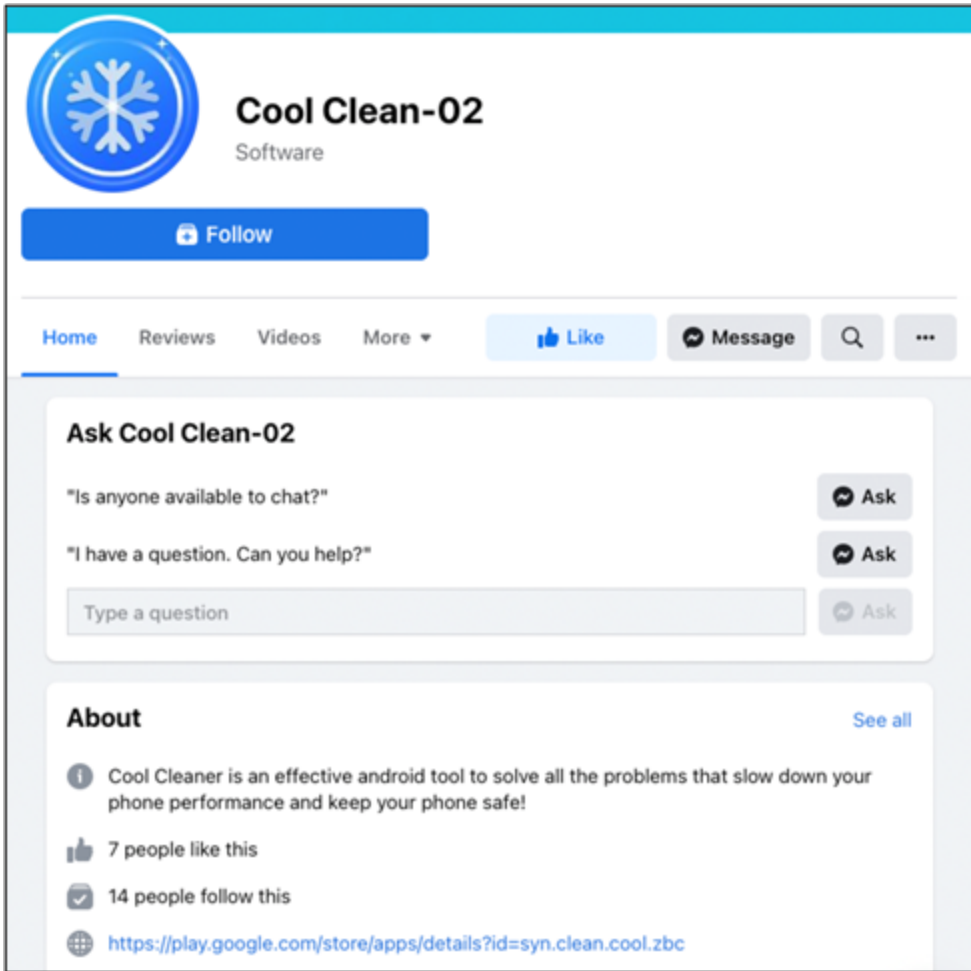 Cool Clean-02
Software
Follow
Home Reviews Videos More Like Message
Ask Cool Clean-02
"Is anyone available to chat?" Ask
"I have a question. Can you help?" Ask
Type a question Ask
About See all
Cool Cleaner is an effective android tool to solve all the problems that slow down your
phone performance and keep your phone safe!
7 people like this
14 people follow this
https://play.google.com/store/apps/details?id=syn.clean.cool.zbc